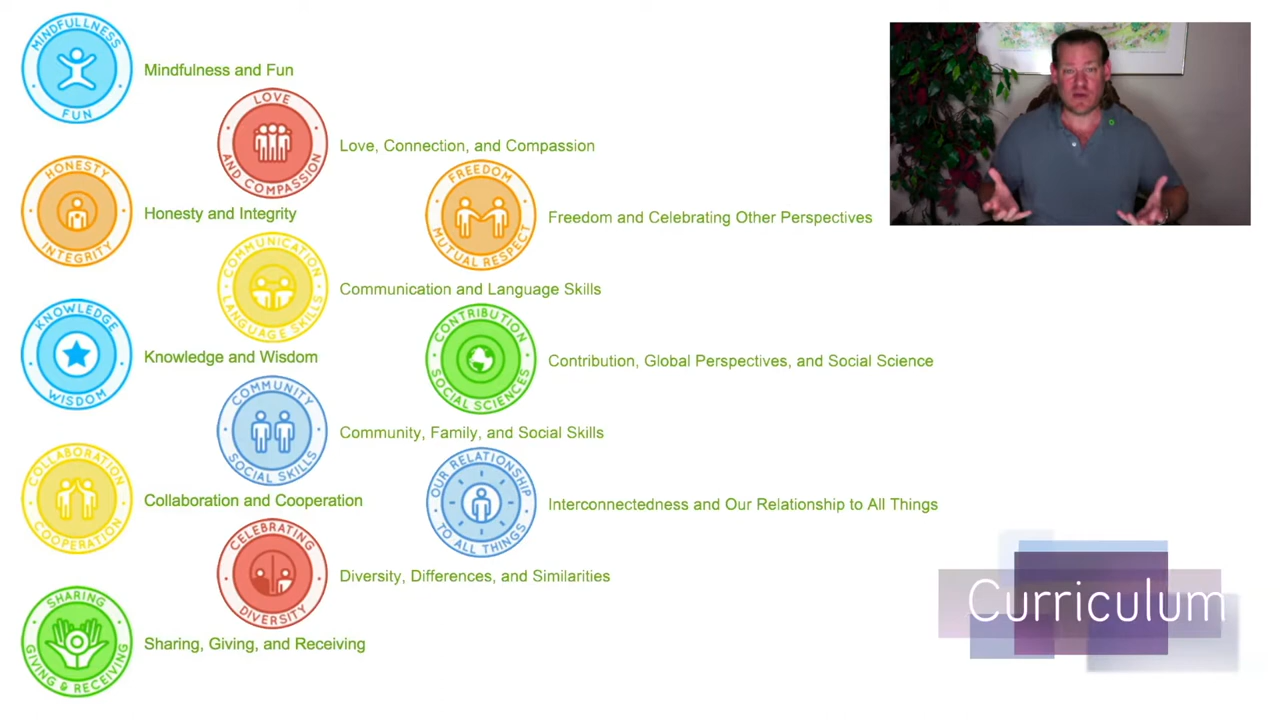 MINDFULLNESS
FUN
Mindfulness and Fun
LOVE
AND COMPASSION
Love, Connection, and Compassion
HONESTY
INTEGRITY
Honesty and Integrity
FREEDOM
MUTUAL RESPECT
Freedom and Celebrating Other Perspectives
COMMUNICATION
LANGUAGE SKILLS
Communication and Language Skills
KNOWLEDGE
WISDOM
Knowledge and Wisdom
CONTRIBUTION
SOCIAL SCIENCES
Contribution, Global Perspectives, and Social Science
COMMUNITY
SOCIAL SKILLS
Community, Family, and Social Skills
COLLABORATION
COOPERATION
Collaboration and Cooperation
OUR RELATIONSHIP
TO ALL THINGS
Interconnectedness and Our Relationship to All Things
CELEBRATING
DIVERSITY
Diversity, Differences, and Similarities
SHARING
GIVING & RECEIVING
Sharing, Giving, and Receiving
Curriculum